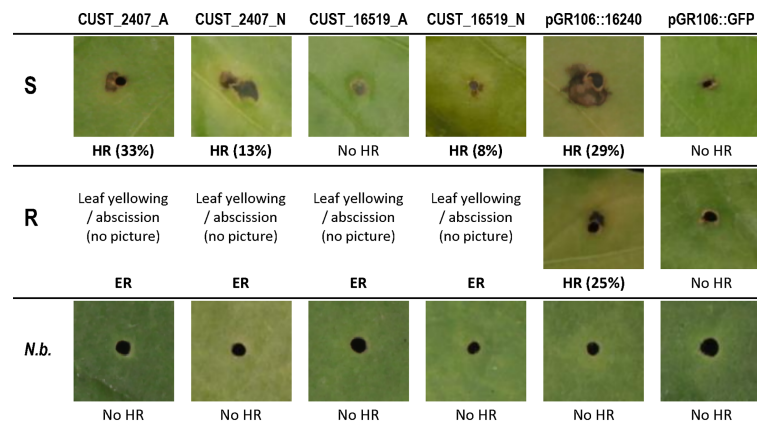 CUST_2407_A CUST_2407_N CUST_16519_A CUST_16519_N pGR106::16240 pGR106::GFP
S
HR (33%) HR (13%) No HR HR (8%) HR (29%) No HR
R
Leaf yellowing Leaf yellowing Leaf yellowing Leaf yellowing
/ abscission / abscission / abscission / abscission
(no picture) (no picture) (no picture) (no picture)
ER ER ER ER HR (25%) No HR
N.b.
No HR No HR No HR No HR No HR No HR